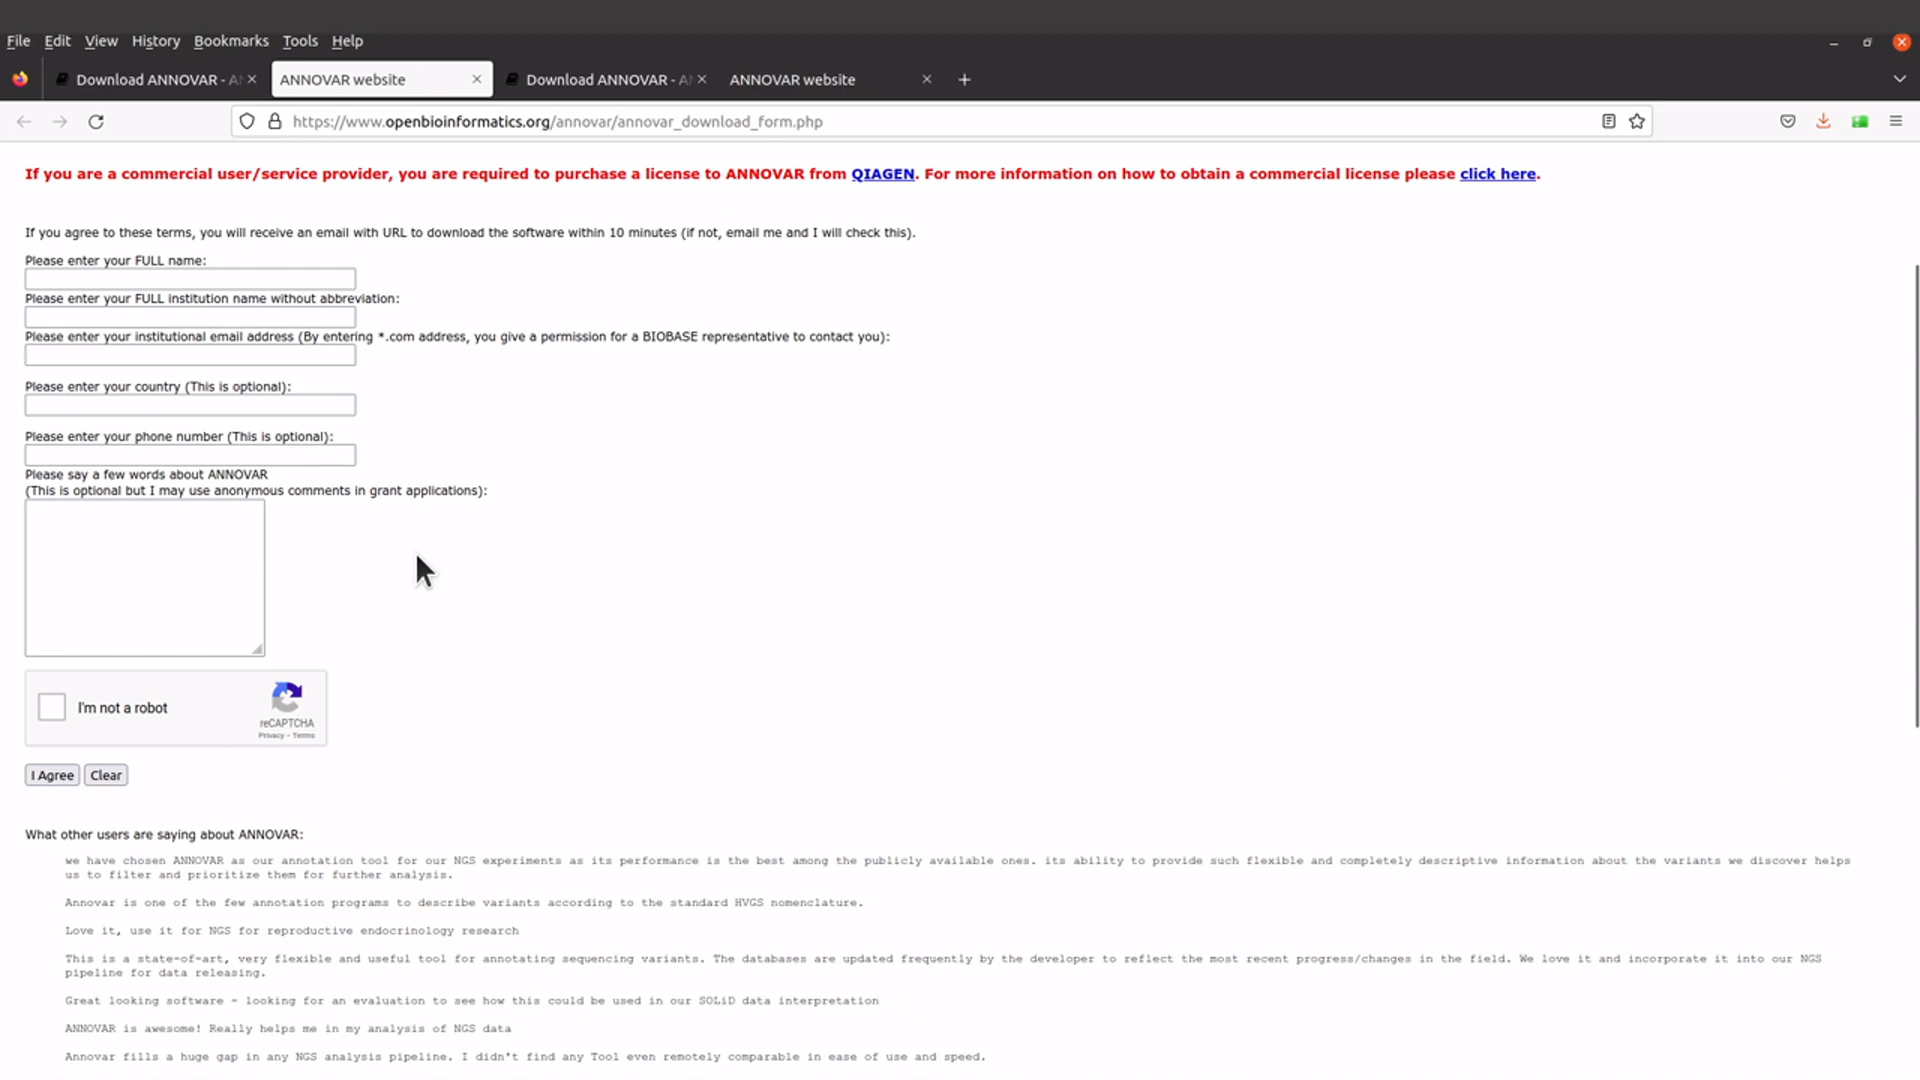 File Edit View History Bookmarks Tools Help
Download ANNOVAR - A
ANNOVAR website
Download ANNOVAR - A
ANNOVAR website
https://www.openbioinformatics.org/annovar/annovar_download_form.php
If you are a commercial user/service provider, you are required to purchase a license to ANNOVAR from QIAGEN. For more information on how to obtain a commercial license please click here.
If you agree to these terms, you will receive an email with URL to download the software within 10 minutes (if not, email me and I will check this).
Please enter your FULL name:
Please enter your FULL institution name without abbreviation:
Please enter your institutional email address (By entering *.com address, you give a permission for a BIOBASE representative to contact you):
Please enter your country (This is optional):
Please enter your phone number (This is optional):
Please say a few words about ANNOVAR
(This is optional but I may use anonymous comments in grant applications):
I'm not a robot
reCAPTCHA
Privacy - Terms
I Agree Clear
What other users are saying about ANNOVAR:
we have chosen ANNOVAR as our annotation tool for our NGS experiments as its performance is the best among the publicly available ones. its ability to provide such flexible and completely descriptive information about the variants we discover helps
us to filter and prioritize them for further analysis.
Annovar is one of the few annotation programs to describe variants according to the standard HVGS nomenclature.
Love it, use it for NGS for reproductive endocrinology research
This is a state-of-art, very flexible and useful tool for annotating sequencing variants. The databases are updated frequently by the developer to reflect the most recent progress/changes in the field. We love it and incorporate it into our NGS
pipeline for data releasing.
Great looking software - looking for an evaluation to see how this could be used in our SOLiD data interpretation
ANNOVAR is awesome! Really helps me in my analysis of NGS data
Annovar fills a huge gap in any NGS analysis pipeline. I didn't find any Tool even remotely comparable in ease of use and speed.